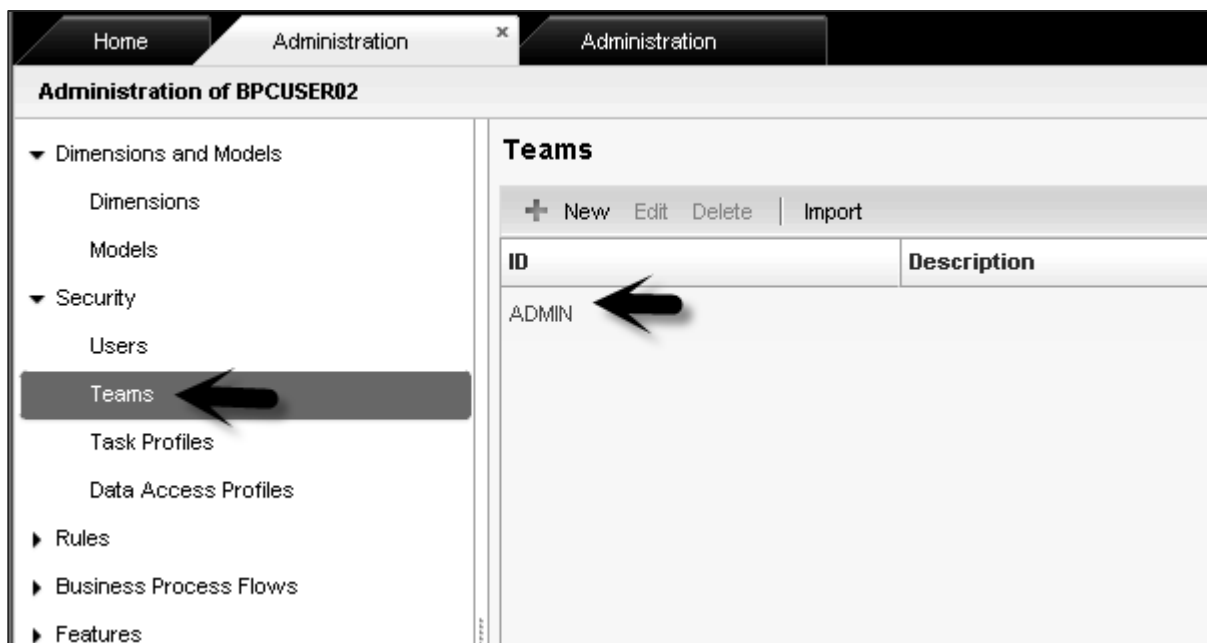 Home
Administration
Administration
Administration of BPCUSER02
Dimensions and Models
Dimensions
Models
Security
Users
Teams
Task Profiles
Data Access Profiles
Rules
Business Process Flows
Features
Teams
New Edit Delete Import
ID Description
ADMIN